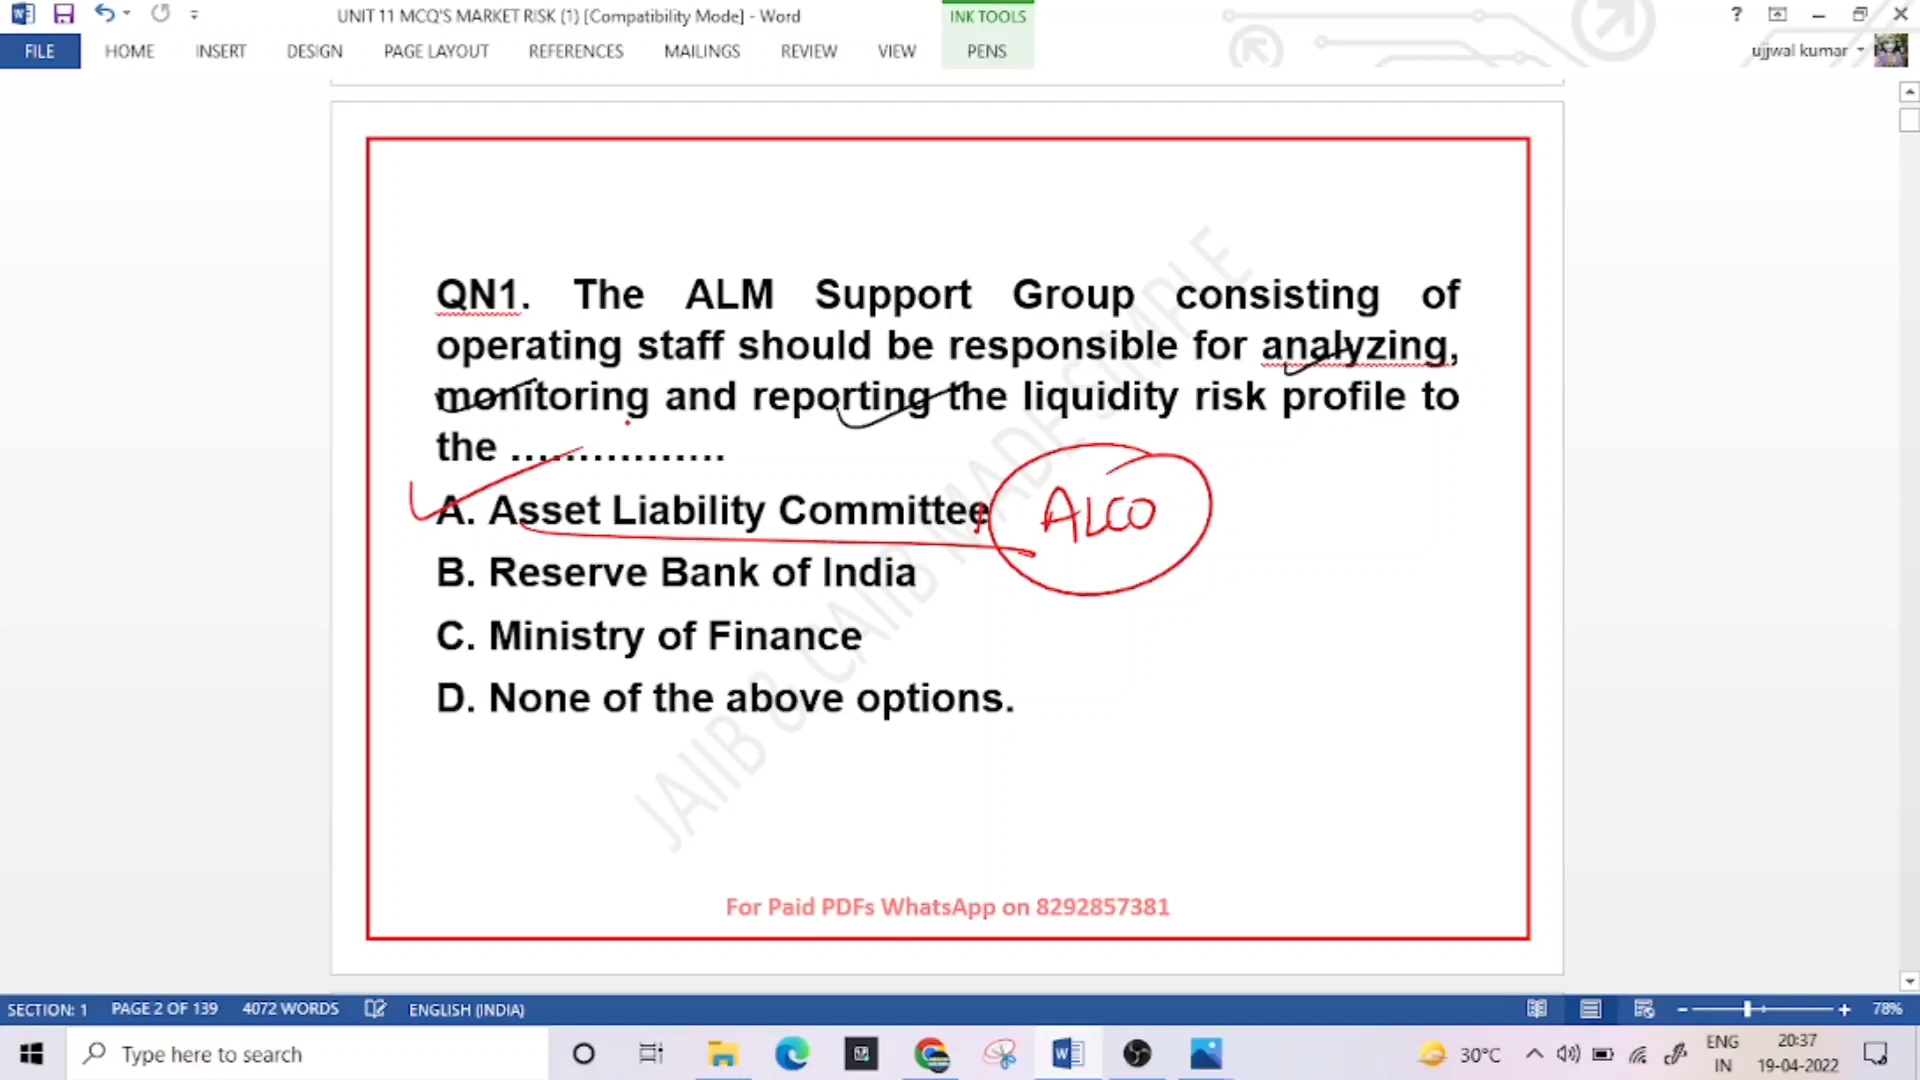 UNIT 11 MCQ'S MARKET RISK (1) [Compatibility Mode] - Word
INK TOOLS
?
FILE HOME INSERT DESIGN PAGE LAYOUT REFERENCES MAILINGS REVIEW VIEW PENS
ujjwal kumar
QN1. The ALM Support Group consisting of
operating staff should be responsible for analyzing,
monitoring and reporting the liquidity risk profile to
the ................
A. Asset Liability Committee ALCO
B. Reserve Bank of India
C. Ministry of Finance
D. None of the above options.
JAIIB & CAIIB MADE SIMPLE
For Paid PDFs WhatsApp on 8292857381
SECTION: 1 PAGE 2 OF 139 4072 WORDS ENGLISH (INDIA) 78%
Type here to search
30°C
ENG
IN
20:37
19-04-2022